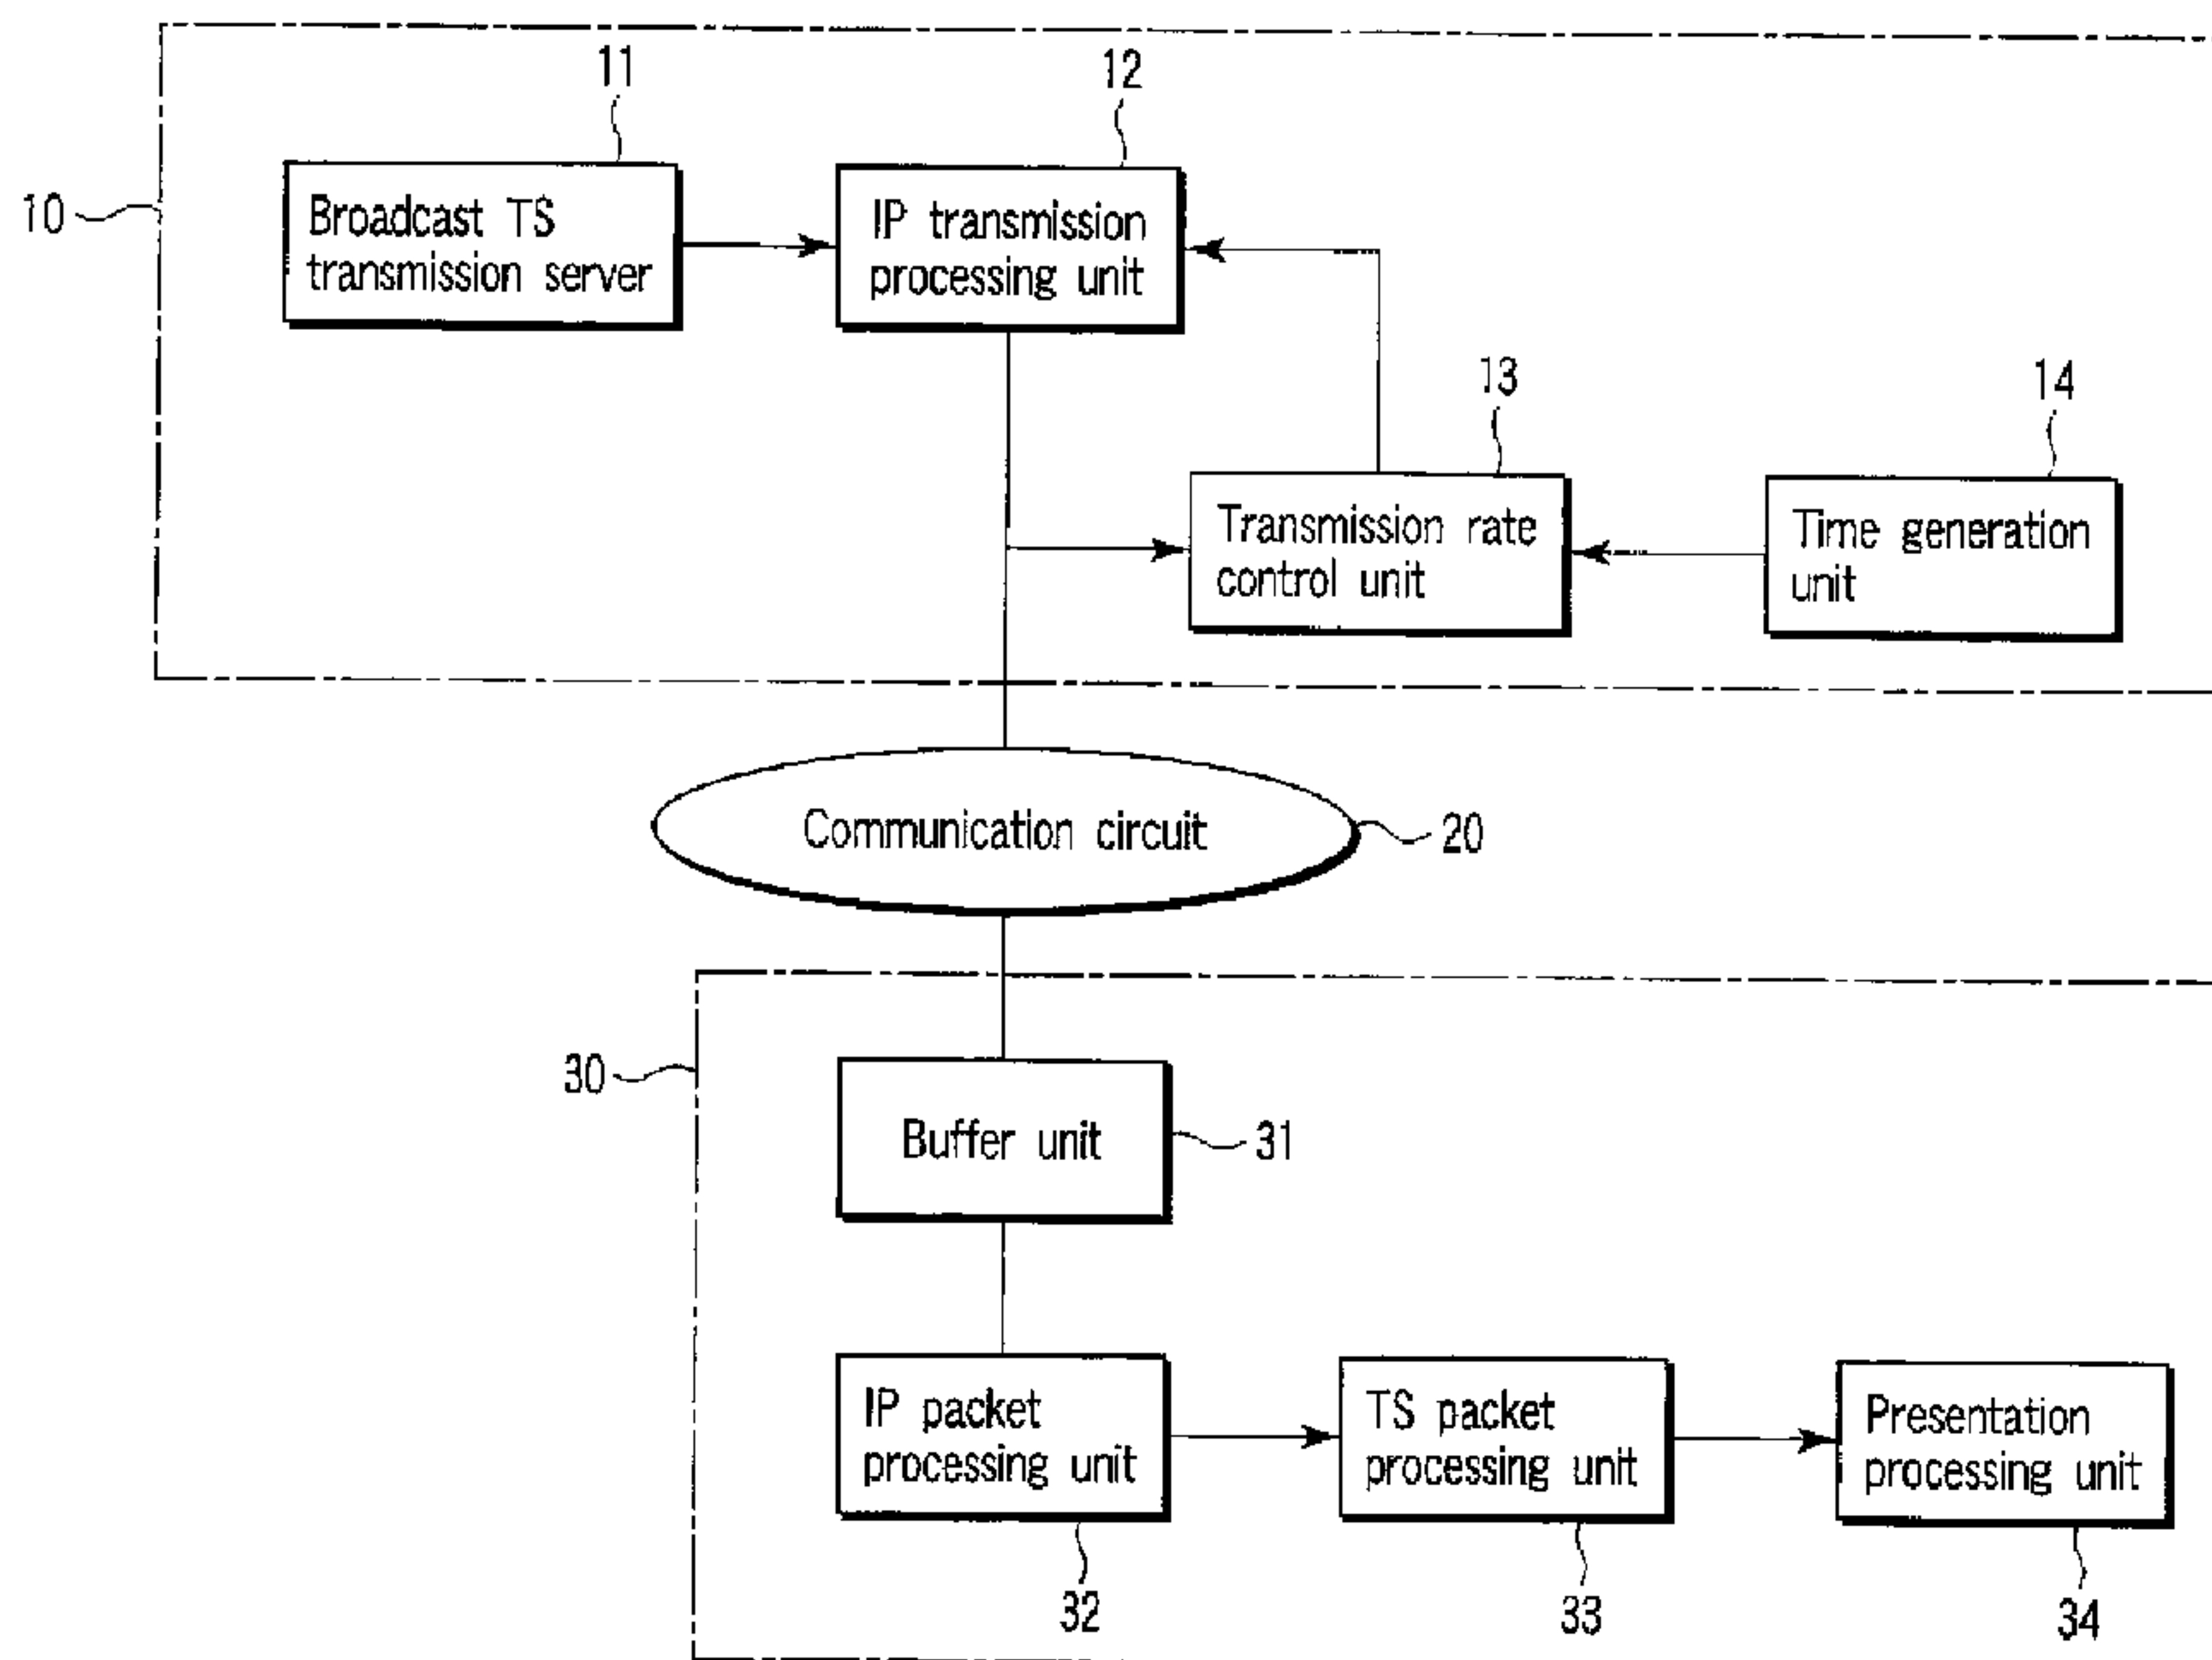 11
12
10
Broadcast TS
transmission server
IP transmission
processing unit
13
14
Transmission rate
control unit
Time generation
unit
Communication circuit
20
30
Buffer unit
31
IP packet
processing unit
TS packet
processing unit
Presentation
processing unit
32
33
34